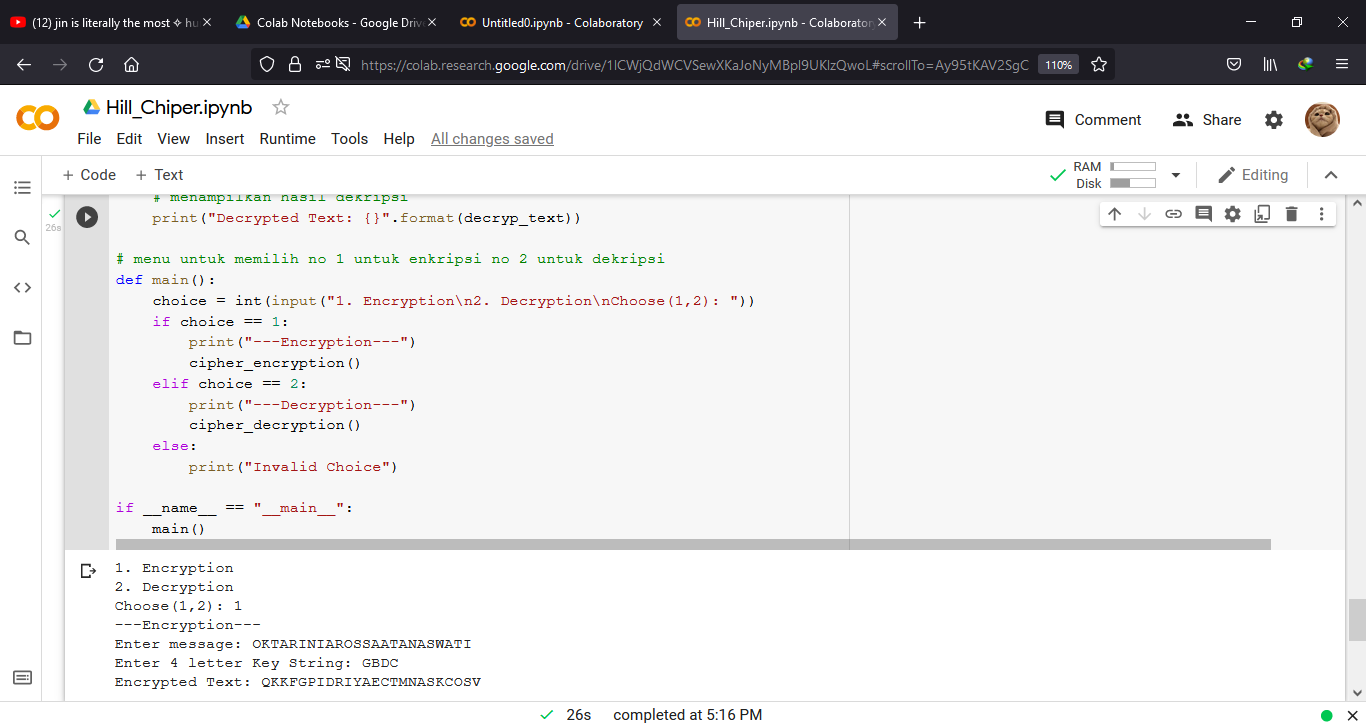 (12) jin is literally the most ✧ hu
Colab Notebooks - Google Drive
Untitled0.ipynb - Colaboratory
Hill_Chiper.ipynb - Colaboratory
https://colab.research.google.com/drive/1lCWjQdWCVSewXKaJoNyMBpl9UKlzQwoL#scrollTo=Ay95tKAV2SgC
110%
Hill_Chiper.ipynb
Comment
Share
File Edit View Insert Runtime Tools Help All changes saved
+ Code + Text
RAM
Disk
Editing
# menampilkan hasil dekripsi
26s
print("Decrypted Text: {}".format(decryp_text))
# menu untuk memilih no 1 untuk enkripsi no 2 untuk dekripsi
def main():
choice = int(input("1. Encryption\n2. Decryption\nChoose(1,2): "))
if choice == 1:
print("---Encryption---")
cipher_encryption()
elif choice == 2:
print("---Decryption---")
cipher_decryption()
else:
print("Invalid Choice")
if __name__ == "__main__":
main()
1. Encryption
2. Decryption
Choose(1,2): 1
---Encryption---
Enter message: OKTARINIAROSSAATANASWATI
Enter 4 letter Key String: GBDC
Encrypted Text: QKKFGPIDRIYAECTMNASKCOSV
26s completed at 5:16 PM